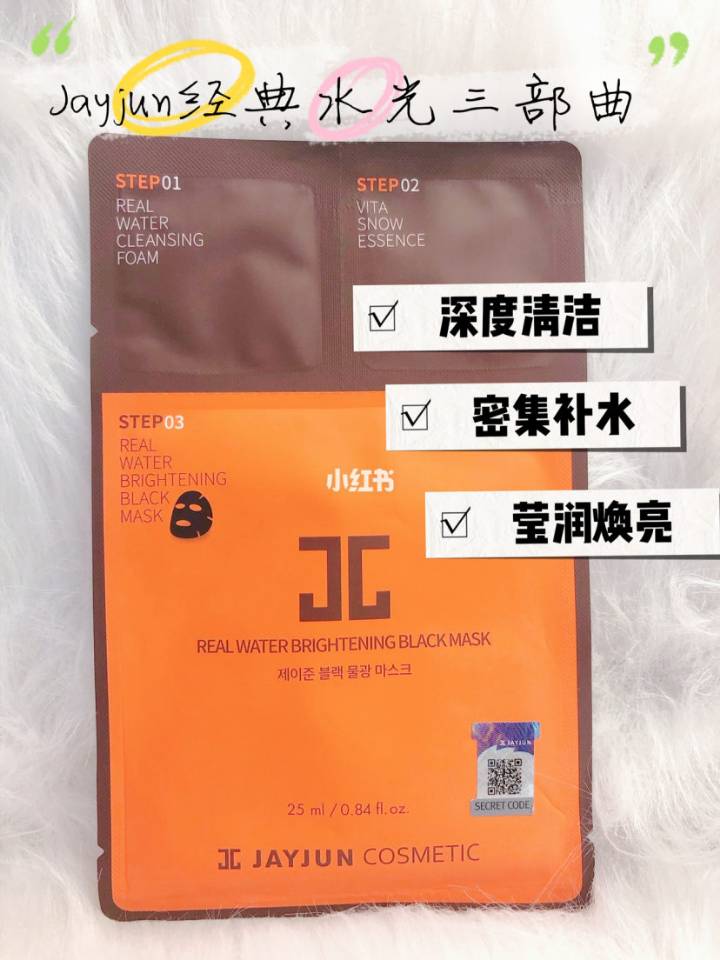 Jayjun经典水光三部曲
STEP01
REAL
WATER
CLEANSING
FOAM
STEP02
VITA
SNOW
ESSENCE
深度清洁
密集补水
莹润焕亮
STEP03
REAL
WATER
BRIGHTENING
BLACK
MASK
小红书
JC
REAL WATER BRIGHTENING BLACK MASK
제이준 블랙 물광 마스크
JAYJUN
SECRET CODE
25 ml / 0.84 fl.oz.
JAYJUN COSMETIC